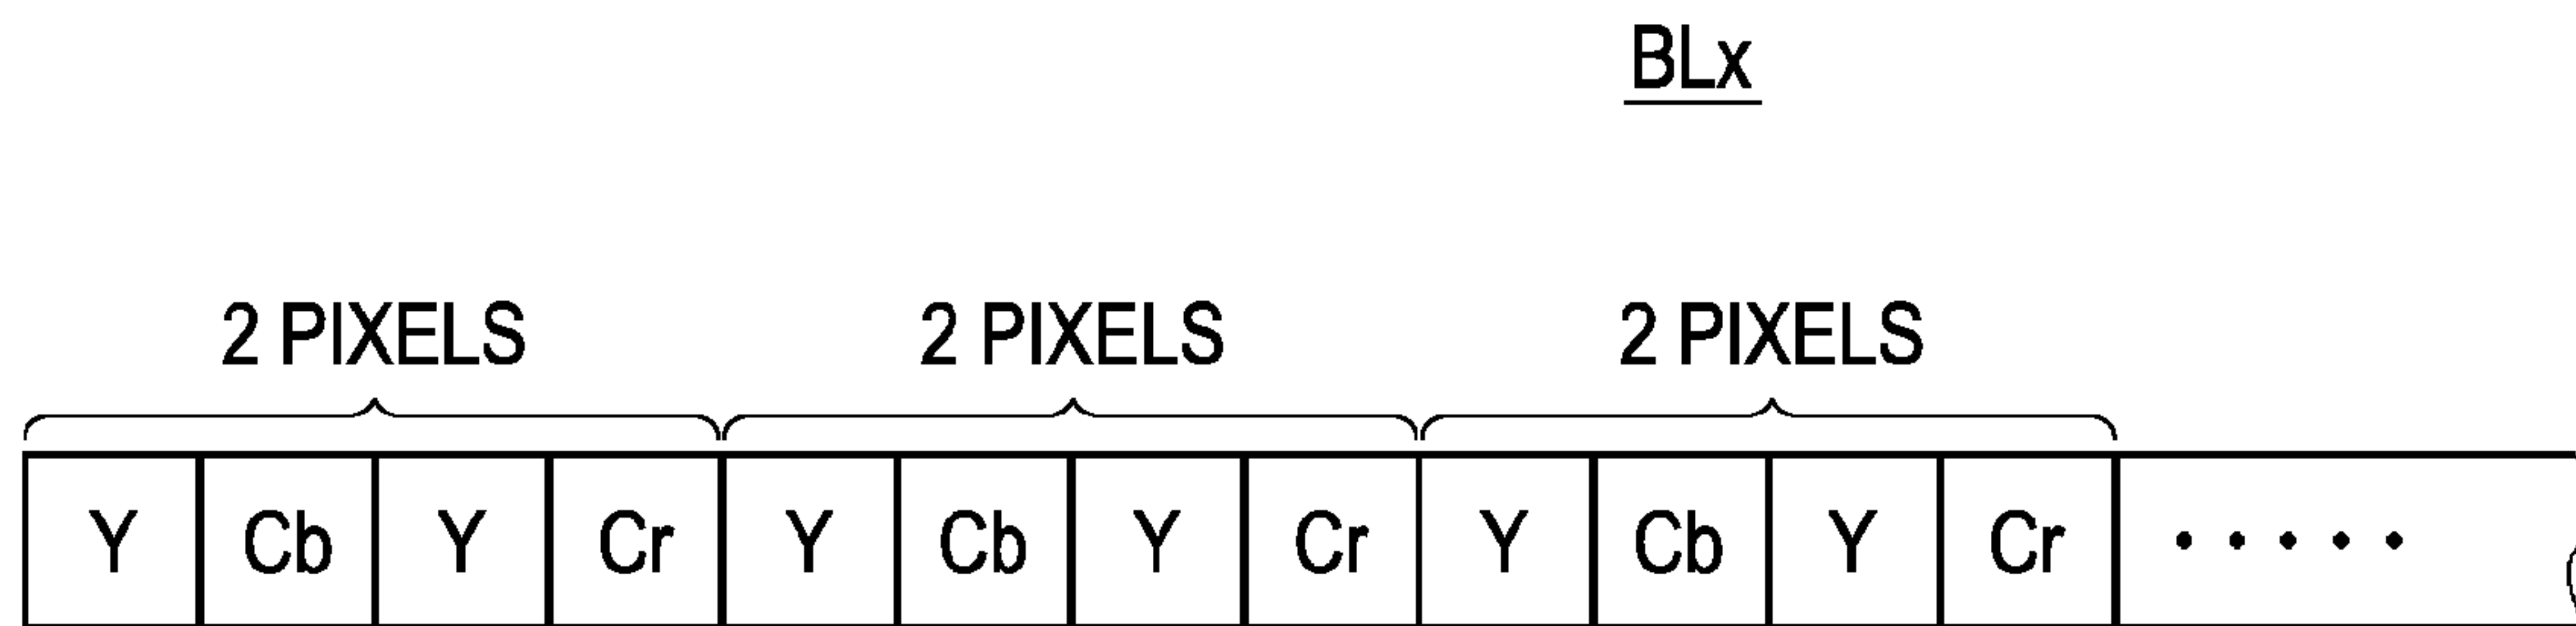 BLx
2 PIXELS 2 PIXELS 2 PIXELS
Y Cb Y Cr Y Cb Y Cr Y Cb Y Cr .....